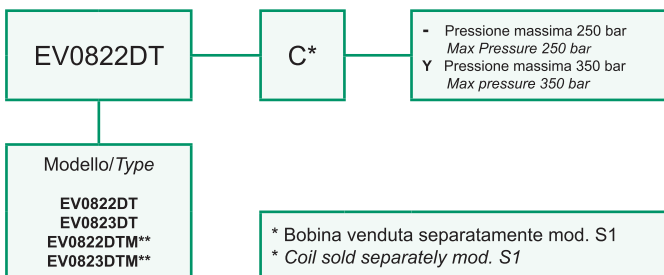 EV0822DT
C*
- Pressione massima 250 bar
Max Pressure 250 bar
Y Pressione massima 350 bar
Max pressure 350 bar
Modello/Type
EV0822DT
EV0823DT
EV0822DTM**
EV0823DTM**
* Bobina venduta separatamente mod. S1
* Coil sold separately mod. S1